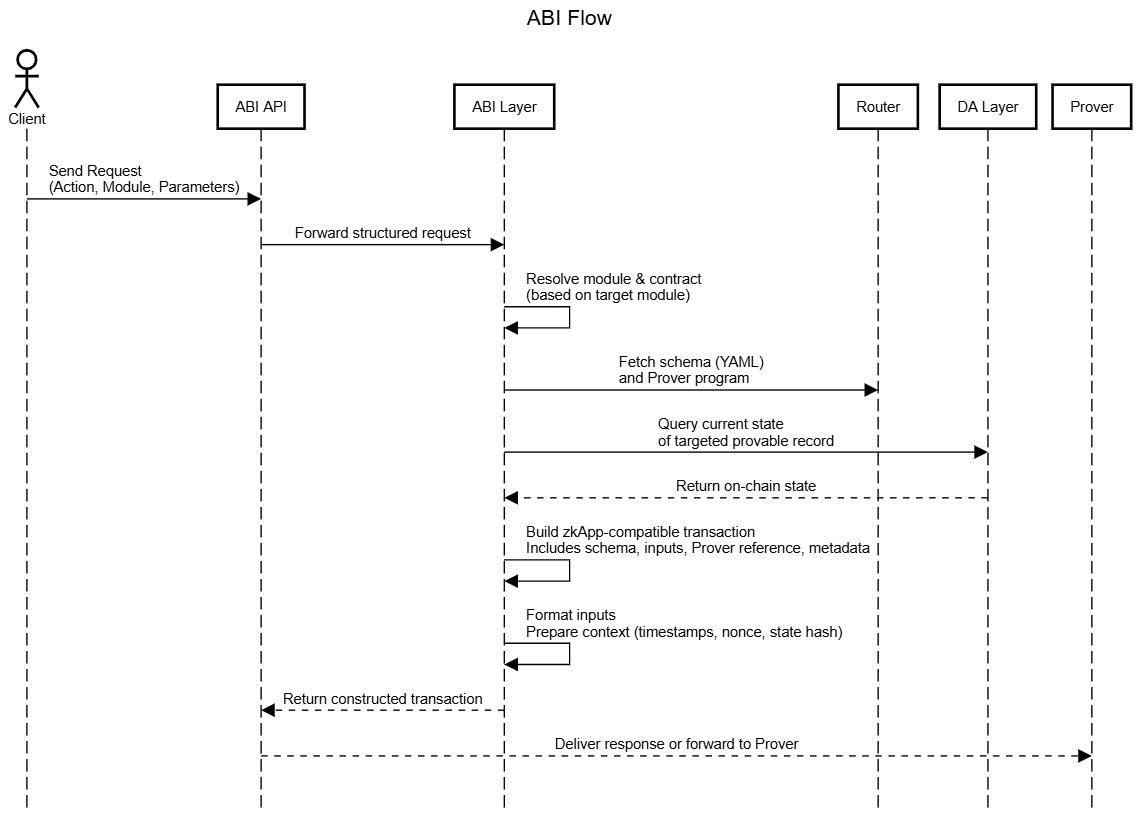 ABI Flow
Client
ABI API
ABI Layer
Router
DA Layer
Prover
Send Request
(Action, Module, Parameters)
Forward structured request
Resolve module & contract
(based on target module)
Fetch schema (YAML)
and Prover program
Query current state
of targeted provable record
Return on-chain state
Build zkApp-compatible transaction
Includes schema, inputs, Prover reference, metadata
Format inputs
Prepare context (timestamps, nonce, state hash)
Return constructed transaction
Deliver response or forward to Prover